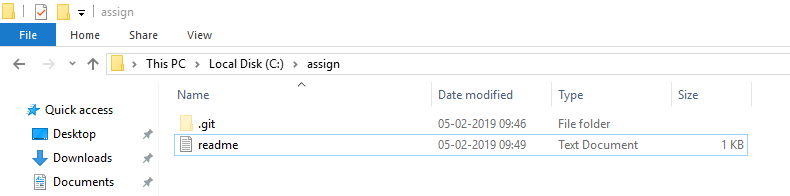 assign
File Home Share View
This PC > Local Disk (C:) > assign
Quick access
Desktop
Downloads
Documents
Name Date modified Type Size
.git 05-02-2019 09:46 File folder
readme 05-02-2019 09:49 Text Document 1 KB